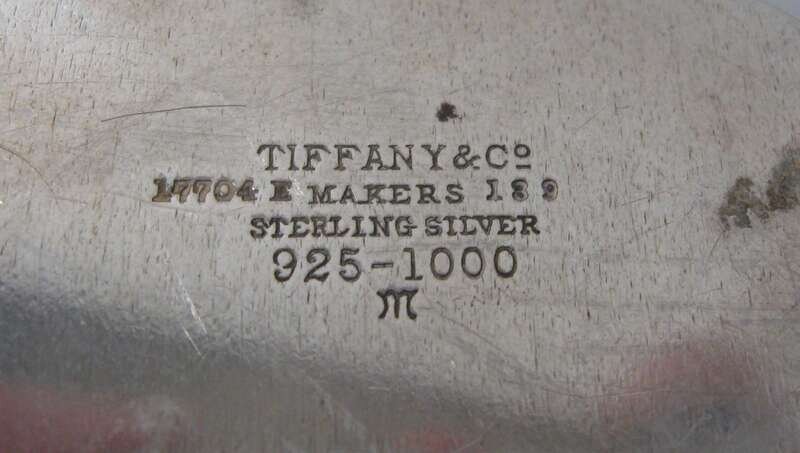 TIFFANY & Cº
17704 E MAKERS 189
STERLING SILVER
925-1000
M